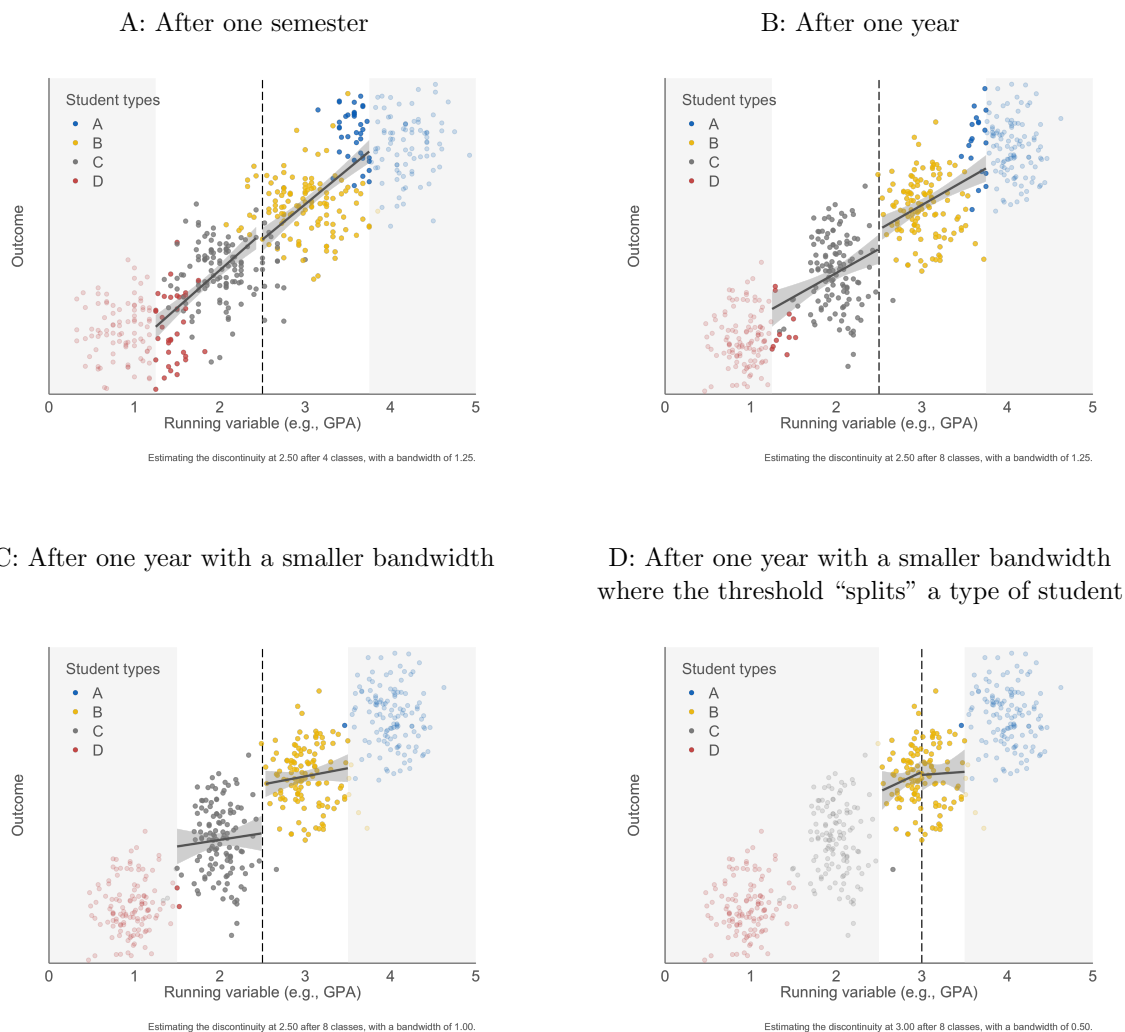 A: After one semester
Student types
A
B
C
D
Outcome
0 1 2 3 4 5
Running variable (e.g., GPA)
Estimating the discontinuity at 2.50 after 4 classes, with a bandwidth of 1.25.
B: After one year
Student types
A
B
C
D
Outcome
0 1 2 3 4 5
Running variable (e.g., GPA)
Estimating the discontinuity at 2.50 after 8 classes, with a bandwidth of 1.25.
C: After one year with a smaller bandwidth
Student types
A
B
C
D
Outcome
0 1 2 3 4 5
Running variable (e.g., GPA)
Estimating the discontinuity at 2.50 after 8 classes, with a bandwidth of 1.00.
D: After one year with a smaller bandwidth
where the threshold “splits” a type of student
Student types
A
B
C
D
Outcome
0 1 2 3 4 5
Running variable (e.g., GPA)
Estimating the discontinuity at 3.00 after 8 classes, with a bandwidth of 0.50.